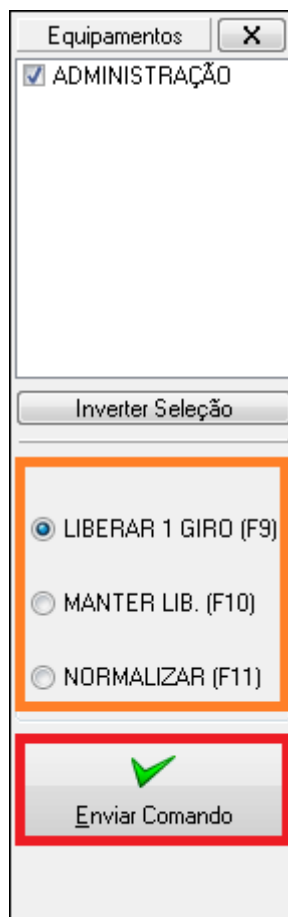 Equipamentos X
ADMINISTRAÇÃO
Inverter Seleção
LIBERAR 1 GIRO (F9)
MANTER LIB. (F10)
NORMALIZAR (F11)
Enviar Comando